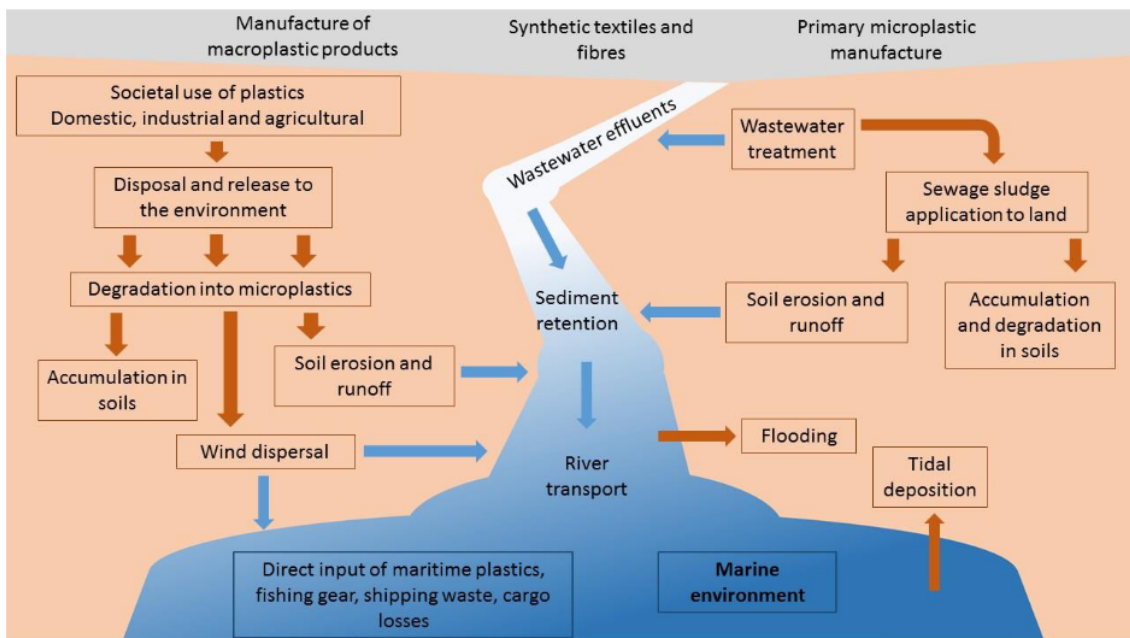 Manufacture of
macroplastic products
Synthetic textiles and
fibres
Primary microplastic
manufacture
Societal use of plastics
Domestic, industrial and agricultural
Wastewater effluents
Wastewater
treatment
Disposal and release to
the environment
Sewage sludge
application to land
Degradation into microplastics
Sediment
retention
Soil erosion and
runoff
Accumulation
and degradation
in soils
Accumulation in
soils
Soil erosion and
runoff
Wind dispersal
River
transport
Flooding
Tidal
deposition
Direct input of maritime plastics,
fishing gear, shipping waste, cargo
losses
Marine
environment